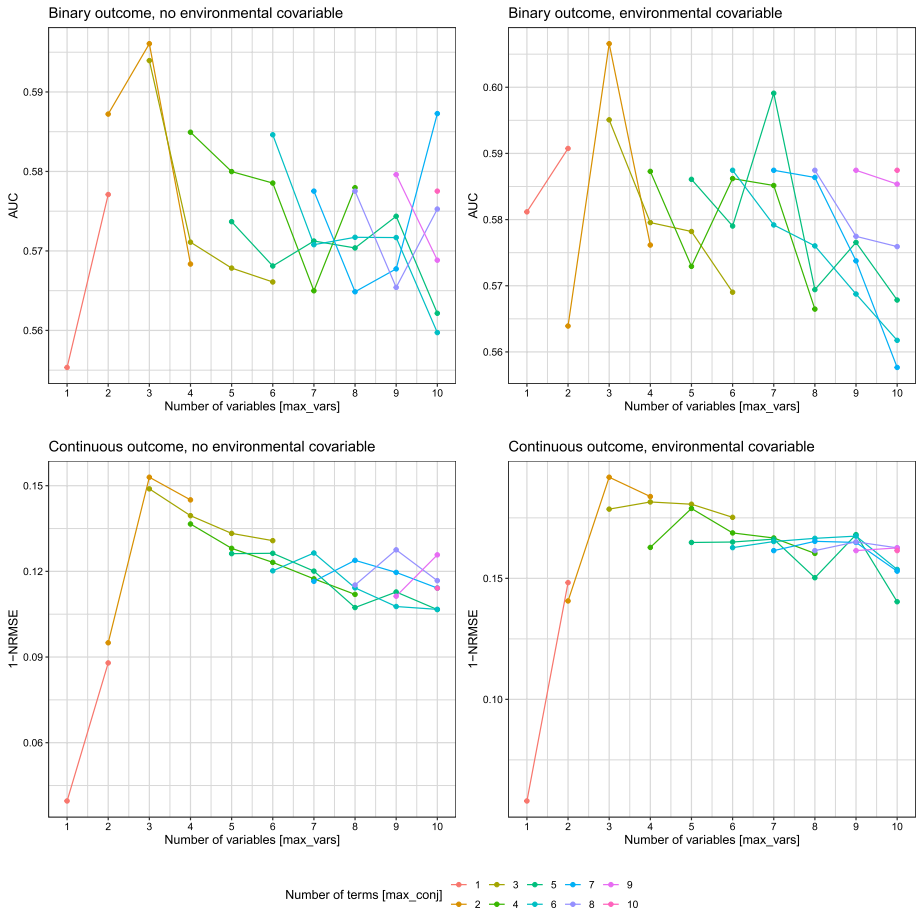 Binary outcome, no environmental covariable
AUC
0.59
0.58
0.57
0.56
1 2 3 4 5 6 7 8 9 10
Number of variables [max_vars]
Binary outcome, environmental covariable
AUC
0.60
0.59
0.58
0.57
0.56
1 2 3 4 5 6 7 8 9 10
Number of variables [max_vars]
Continuous outcome, no environmental covariable
1−NRMSE
0.15
0.12
0.09
0.06
1 2 3 4 5 6 7 8 9 10
Number of variables [max_vars]
Continuous outcome, environmental covariable
1−NRMSE
0.15
0.10
1 2 3 4 5 6 7 8 9 10
Number of variables [max_vars]
Number of terms [max_conj]
1 3 5 7 9
2 4 6 8 10